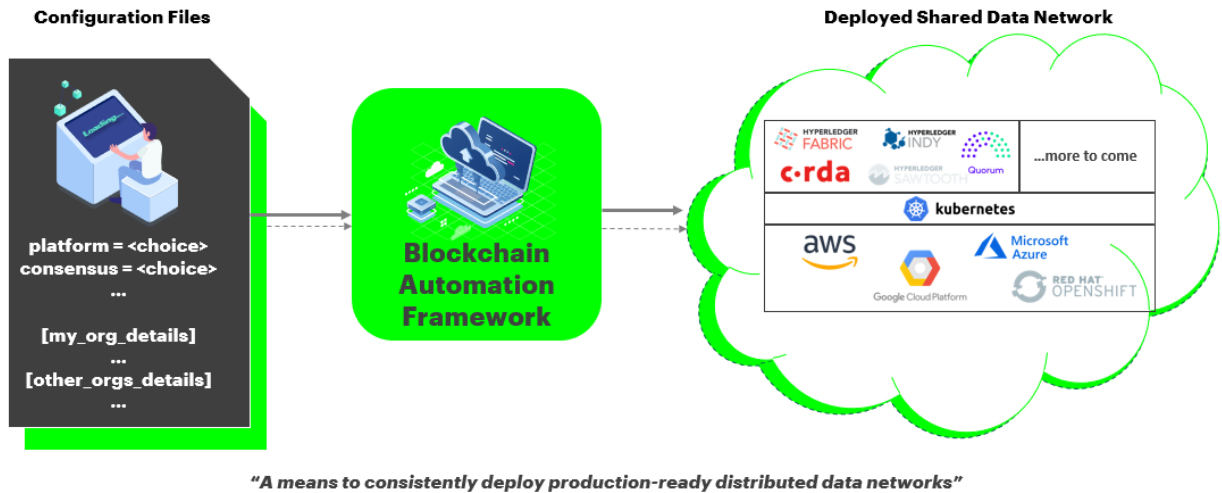 Configuration Files
Loading...
platform = <choice>
consensus = <choice>
...
[my_org_details]
...
[other_orgs_details]
...
Blockchain
Automation
Framework
Deployed Shared Data Network
HYPERLEDGER
FABRIC
HYPERLEDGER
INDY
Quorum
c·rda
HYPERLEDGER
SAWTOOTH
...more to come
kubernetes
aws
Google Cloud Platform
Microsoft
Azure
RED HAT®
OPENSHIFT
“A means to consistently deploy production-ready distributed data networks”